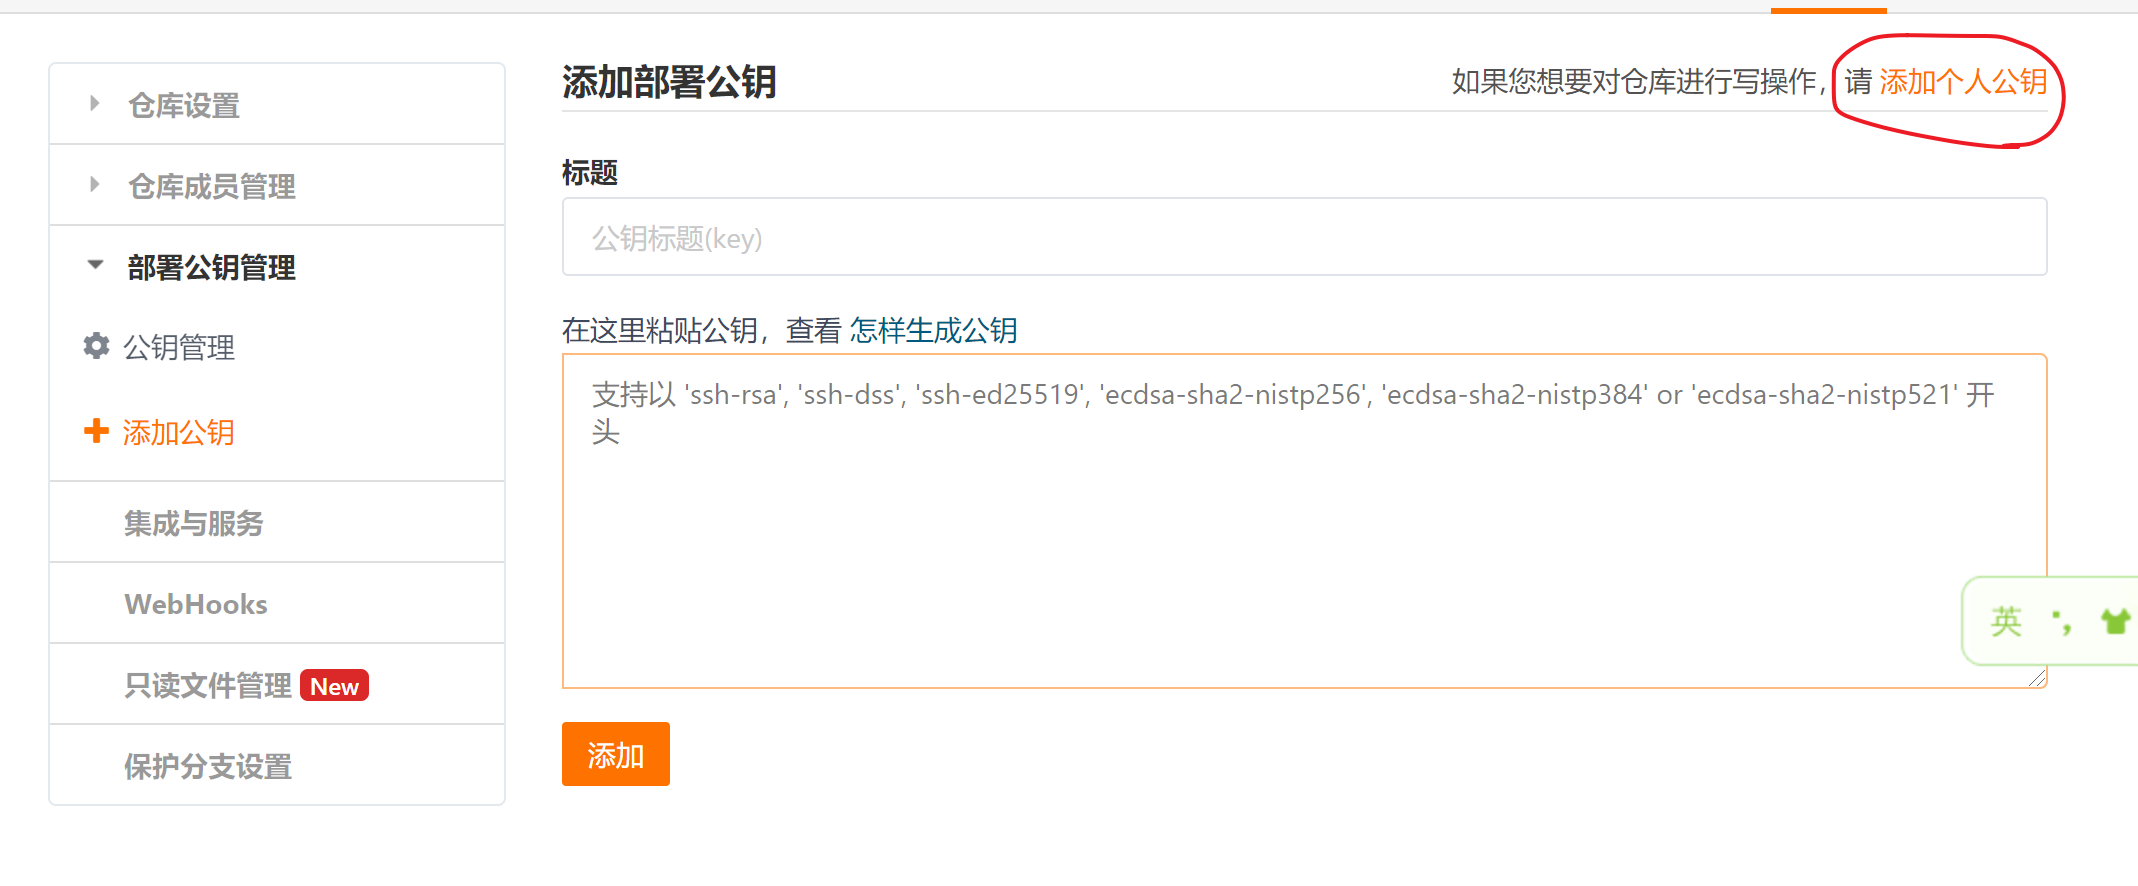 仓库设置
仓库成员管理
部署公钥管理
公钥管理
添加公钥
集成与服务
WebHooks
只读文件管理 New
保护分支设置
添加部署公钥
如果您想要对仓库进行写操作，请 添加个人公钥
标题
公钥标题(key)
在这里粘贴公钥，查看 怎样生成公钥
支持以 'ssh-rsa', 'ssh-dss', 'ssh-ed25519', 'ecdsa-sha2-nistp256', 'ecdsa-sha2-nistp384' or 'ecdsa-sha2-nistp521' 开
头
添加
英